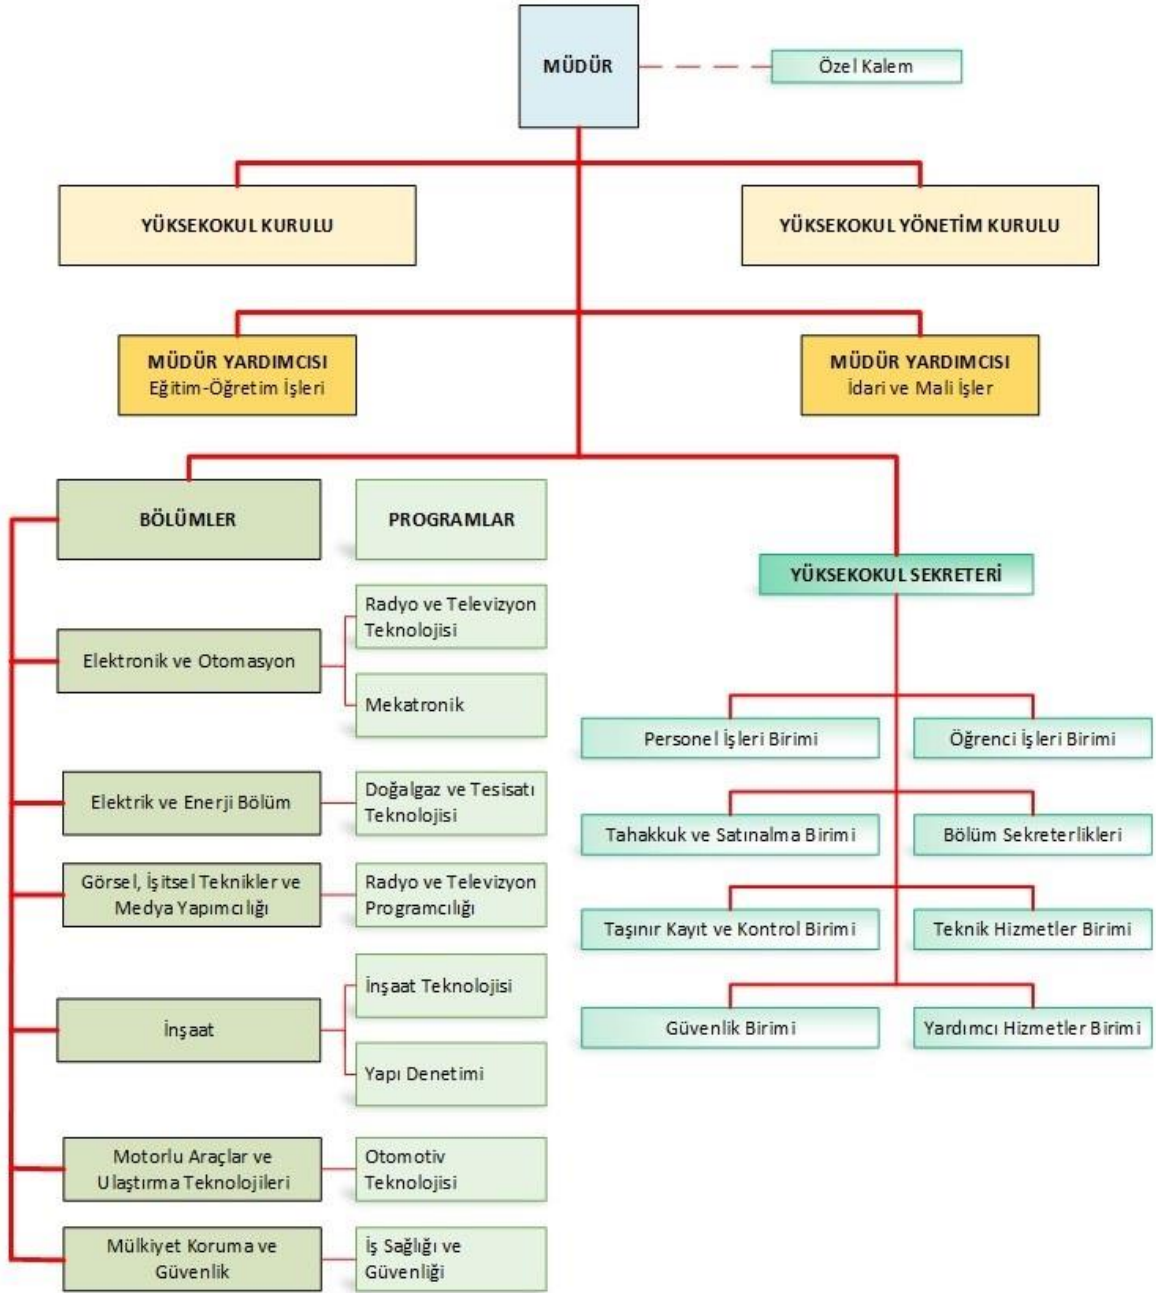 MÜDÜR
Özel Kalem
YÜKSEKOKUL KURULU
YÜKSEKOKUL YÖNETİM KURULU
MÜDÜR YARDIMCISI
Eğitim-Öğretim İşleri
MÜDÜR YARDIMCISI
İdari ve Mali İşler
BÖLÜMLER
PROGRAMLAR
Elektronik ve Otomasyon
Radyo ve Televizyon
Teknolojisi
Mekatronik
Elektrik ve Enerji Bölüm
Doğalgaz ve Tesisatı
Teknolojisi
Görsel, İşitsel Teknikler ve
Medya Yapımcılığı
Radyo ve Televizyon
Programcılığı
İnşaat
İnşaat Teknolojisi
Yapı Denetimi
Motorlu Araçlar ve
Ulaştırma Teknolojileri
Otomotiv
Teknolojisi
Mülkiyet Koruma ve
Güvenlik
İş Sağlığı ve
Güvenliği
YÜKSEKOKUL SEKRETERİ
Personel İşleri Birimi
Öğrenci İşleri Birimi
Tahakkuk ve Satınalma Birimi
Bölüm Sekreterlikleri
Taşınır Kayıt ve Kontrol Birimi
Teknik Hizmetler Birimi
Güvenlik Birimi
Yardımcı Hizmetler Birimi